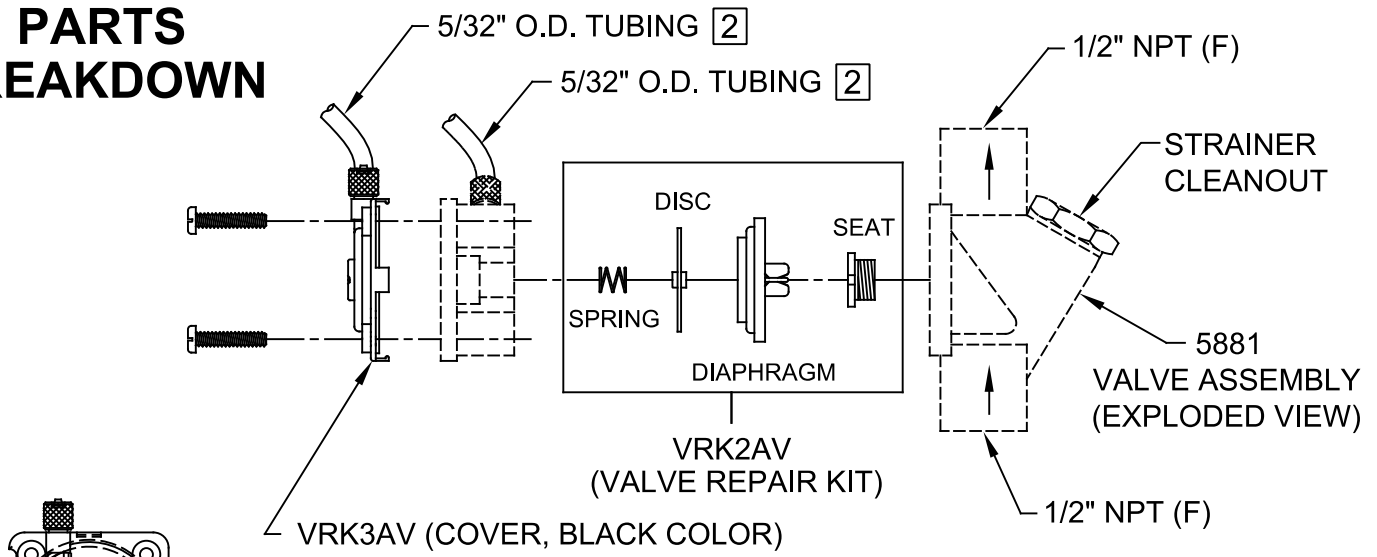 PARTS
REAKDOWN
5/32" O.D. TUBING 2
5/32" O.D. TUBING 2
1/2" NPT (F)
STRAINER
CLEANOUT
DISC
SEAT
SPRING
DIAPHRAGM
5881
VALVE ASSEMBLY
(EXPLODED VIEW)
VRK2AV
(VALVE REPAIR KIT)
1/2" NPT (F)
VRK3AV (COVER, BLACK COLOR)